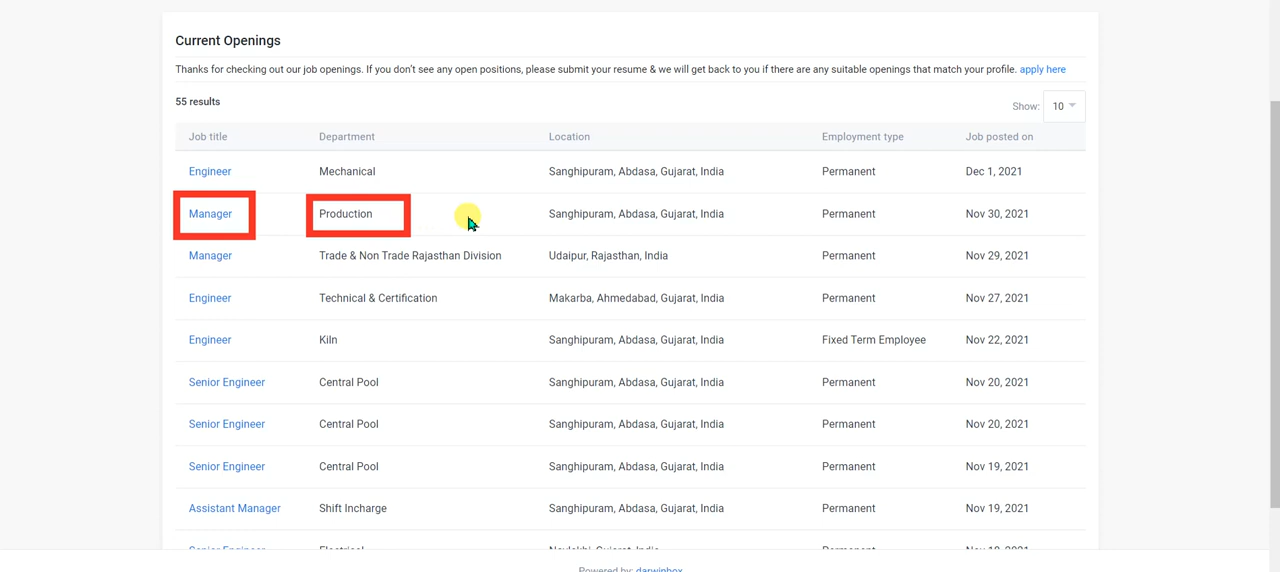 Current Openings
Thanks for checking out our job openings. If you don't see any open positions, please submit your resume & we will get back to you if there are any suitable openings that match your profile. apply here
55 results
Show: 10
Job title Department Location Employment type Job posted on
Engineer Mechanical Sanghipuram, Abdasa, Gujarat, India Permanent Dec 1, 2021
Manager Production Sanghipuram, Abdasa, Gujarat, India Permanent Nov 30, 2021
Manager Trade & Non Trade Rajasthan Division Udaipur, Rajasthan, India Permanent Nov 29, 2021
Engineer Technical & Certification Makarba, Ahmedabad, Gujarat, India Permanent Nov 27, 2021
Engineer Kiln Sanghipuram, Abdasa, Gujarat, India Fixed Term Employee Nov 22, 2021
Senior Engineer Central Pool Sanghipuram, Abdasa, Gujarat, India Permanent Nov 20, 2021
Senior Engineer Central Pool Sanghipuram, Abdasa, Gujarat, India Permanent Nov 20, 2021
Senior Engineer Central Pool Sanghipuram, Abdasa, Gujarat, India Permanent Nov 19, 2021
Assistant Manager Shift Incharge Sanghipuram, Abdasa, Gujarat, India Permanent Nov 19, 2021
Senior Engineer Electrical Gujarat, India Permanent
Powered by: darwinbox